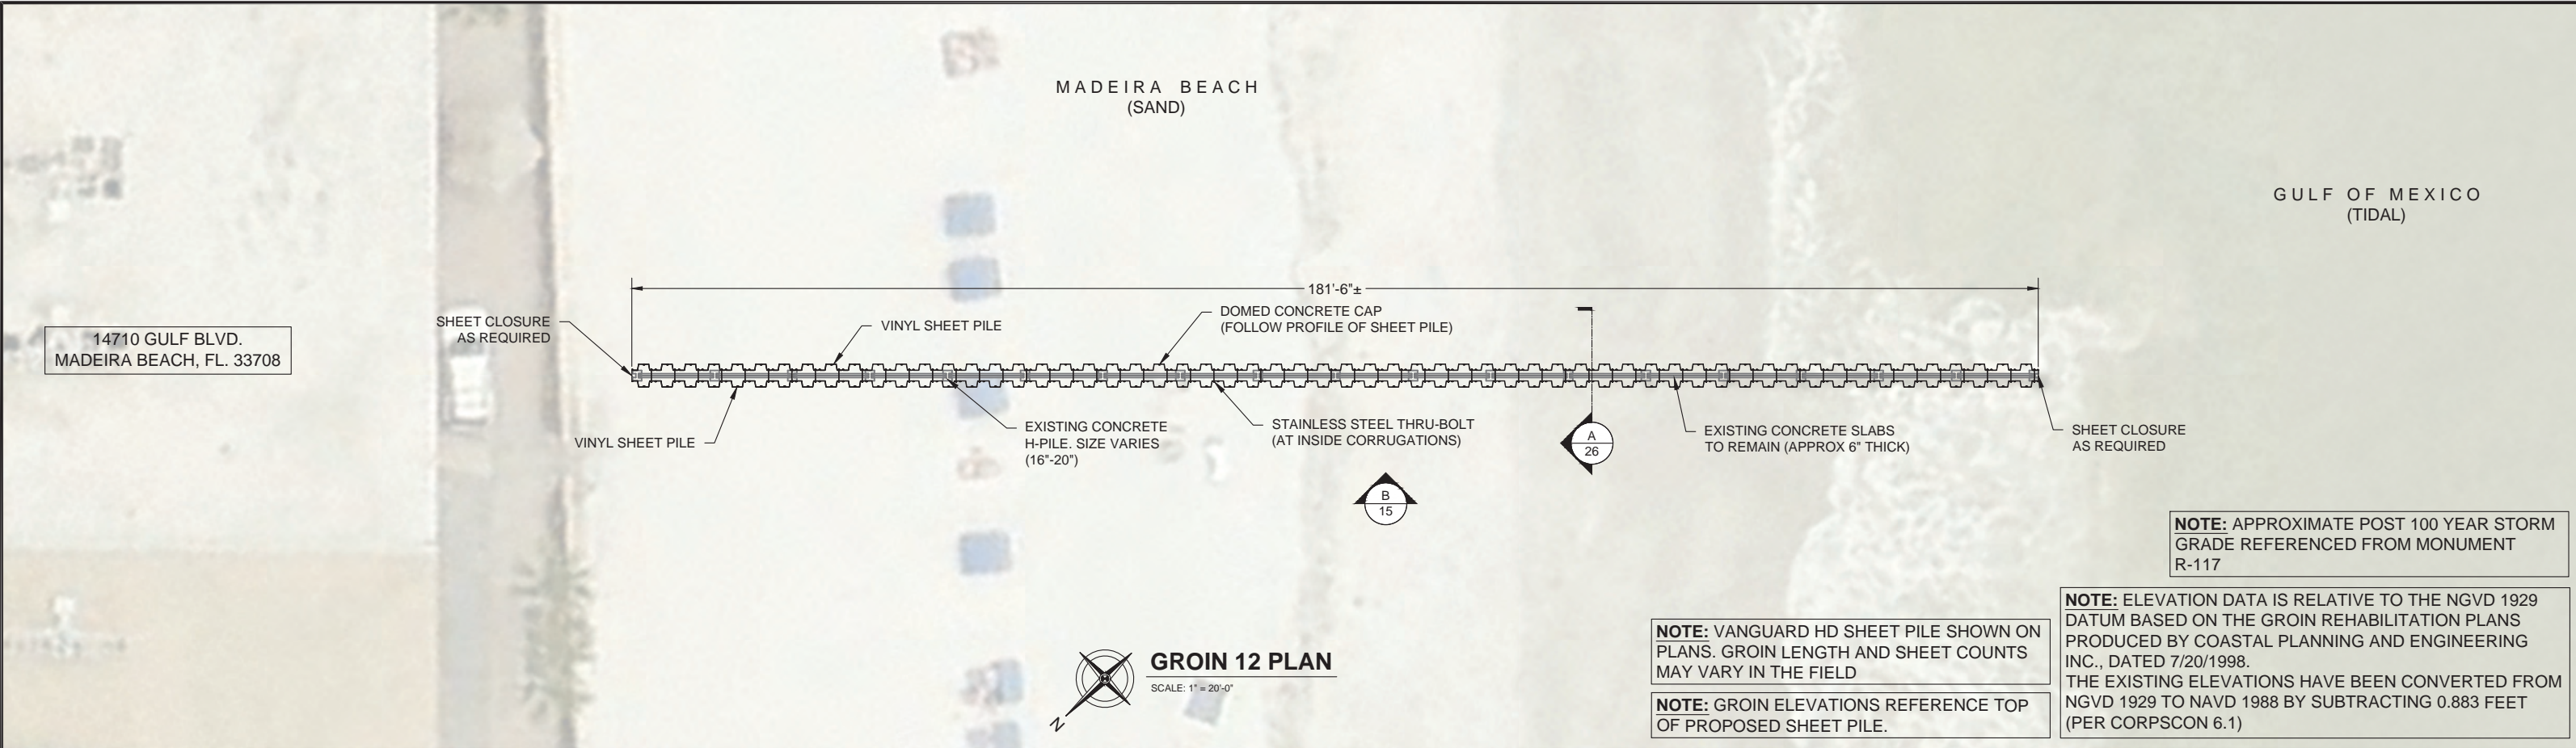 MADEIRA BEACH
(SAND)
GULF OF MEXICO
(TIDAL)
181'-6"±
14710 GULF BLVD.
MADEIRA BEACH, FL. 33708
SHEET CLOSURE
AS REQUIRED
VINYL SHEET PILE
DOMED CONCRETE CAP
(FOLLOW PROFILE OF SHEET PILE)
VINYL SHEET PILE
EXISTING CONCRETE
H-PILE. SIZE VARIES
(16"-20")
STAINLESS STEEL THRU-BOLT
(AT INSIDE CORRUGATIONS)
A
26
EXISTING CONCRETE SLABS
TO REMAIN (APPROX 6" THICK)
SHEET CLOSURE
AS REQUIRED
B
15
NOTE: APPROXIMATE POST 100 YEAR STORM
GRADE REFERENCED FROM MONUMENT
R-117
N
GROIN 12 PLAN
SCALE: 1" = 20'-0"
NOTE: VANGUARD HD SHEET PILE SHOWN ON
PLANS. GROIN LENGTH AND SHEET COUNTS
MAY VARY IN THE FIELD
NOTE: GROIN ELEVATIONS REFERENCE TOP
OF PROPOSED SHEET PILE.
NOTE: ELEVATION DATA IS RELATIVE TO THE NGVD 1929
DATUM BASED ON THE GROIN REHABILITATION PLANS
PRODUCED BY COASTAL PLANNING AND ENGINEERING
INC., DATED 7/20/1998.
THE EXISTING ELEVATIONS HAVE BEEN CONVERTED FROM
NGVD 1929 TO NAVD 1988 BY SUBTRACTING 0.883 FEET
(PER CORPSCON 6.1)